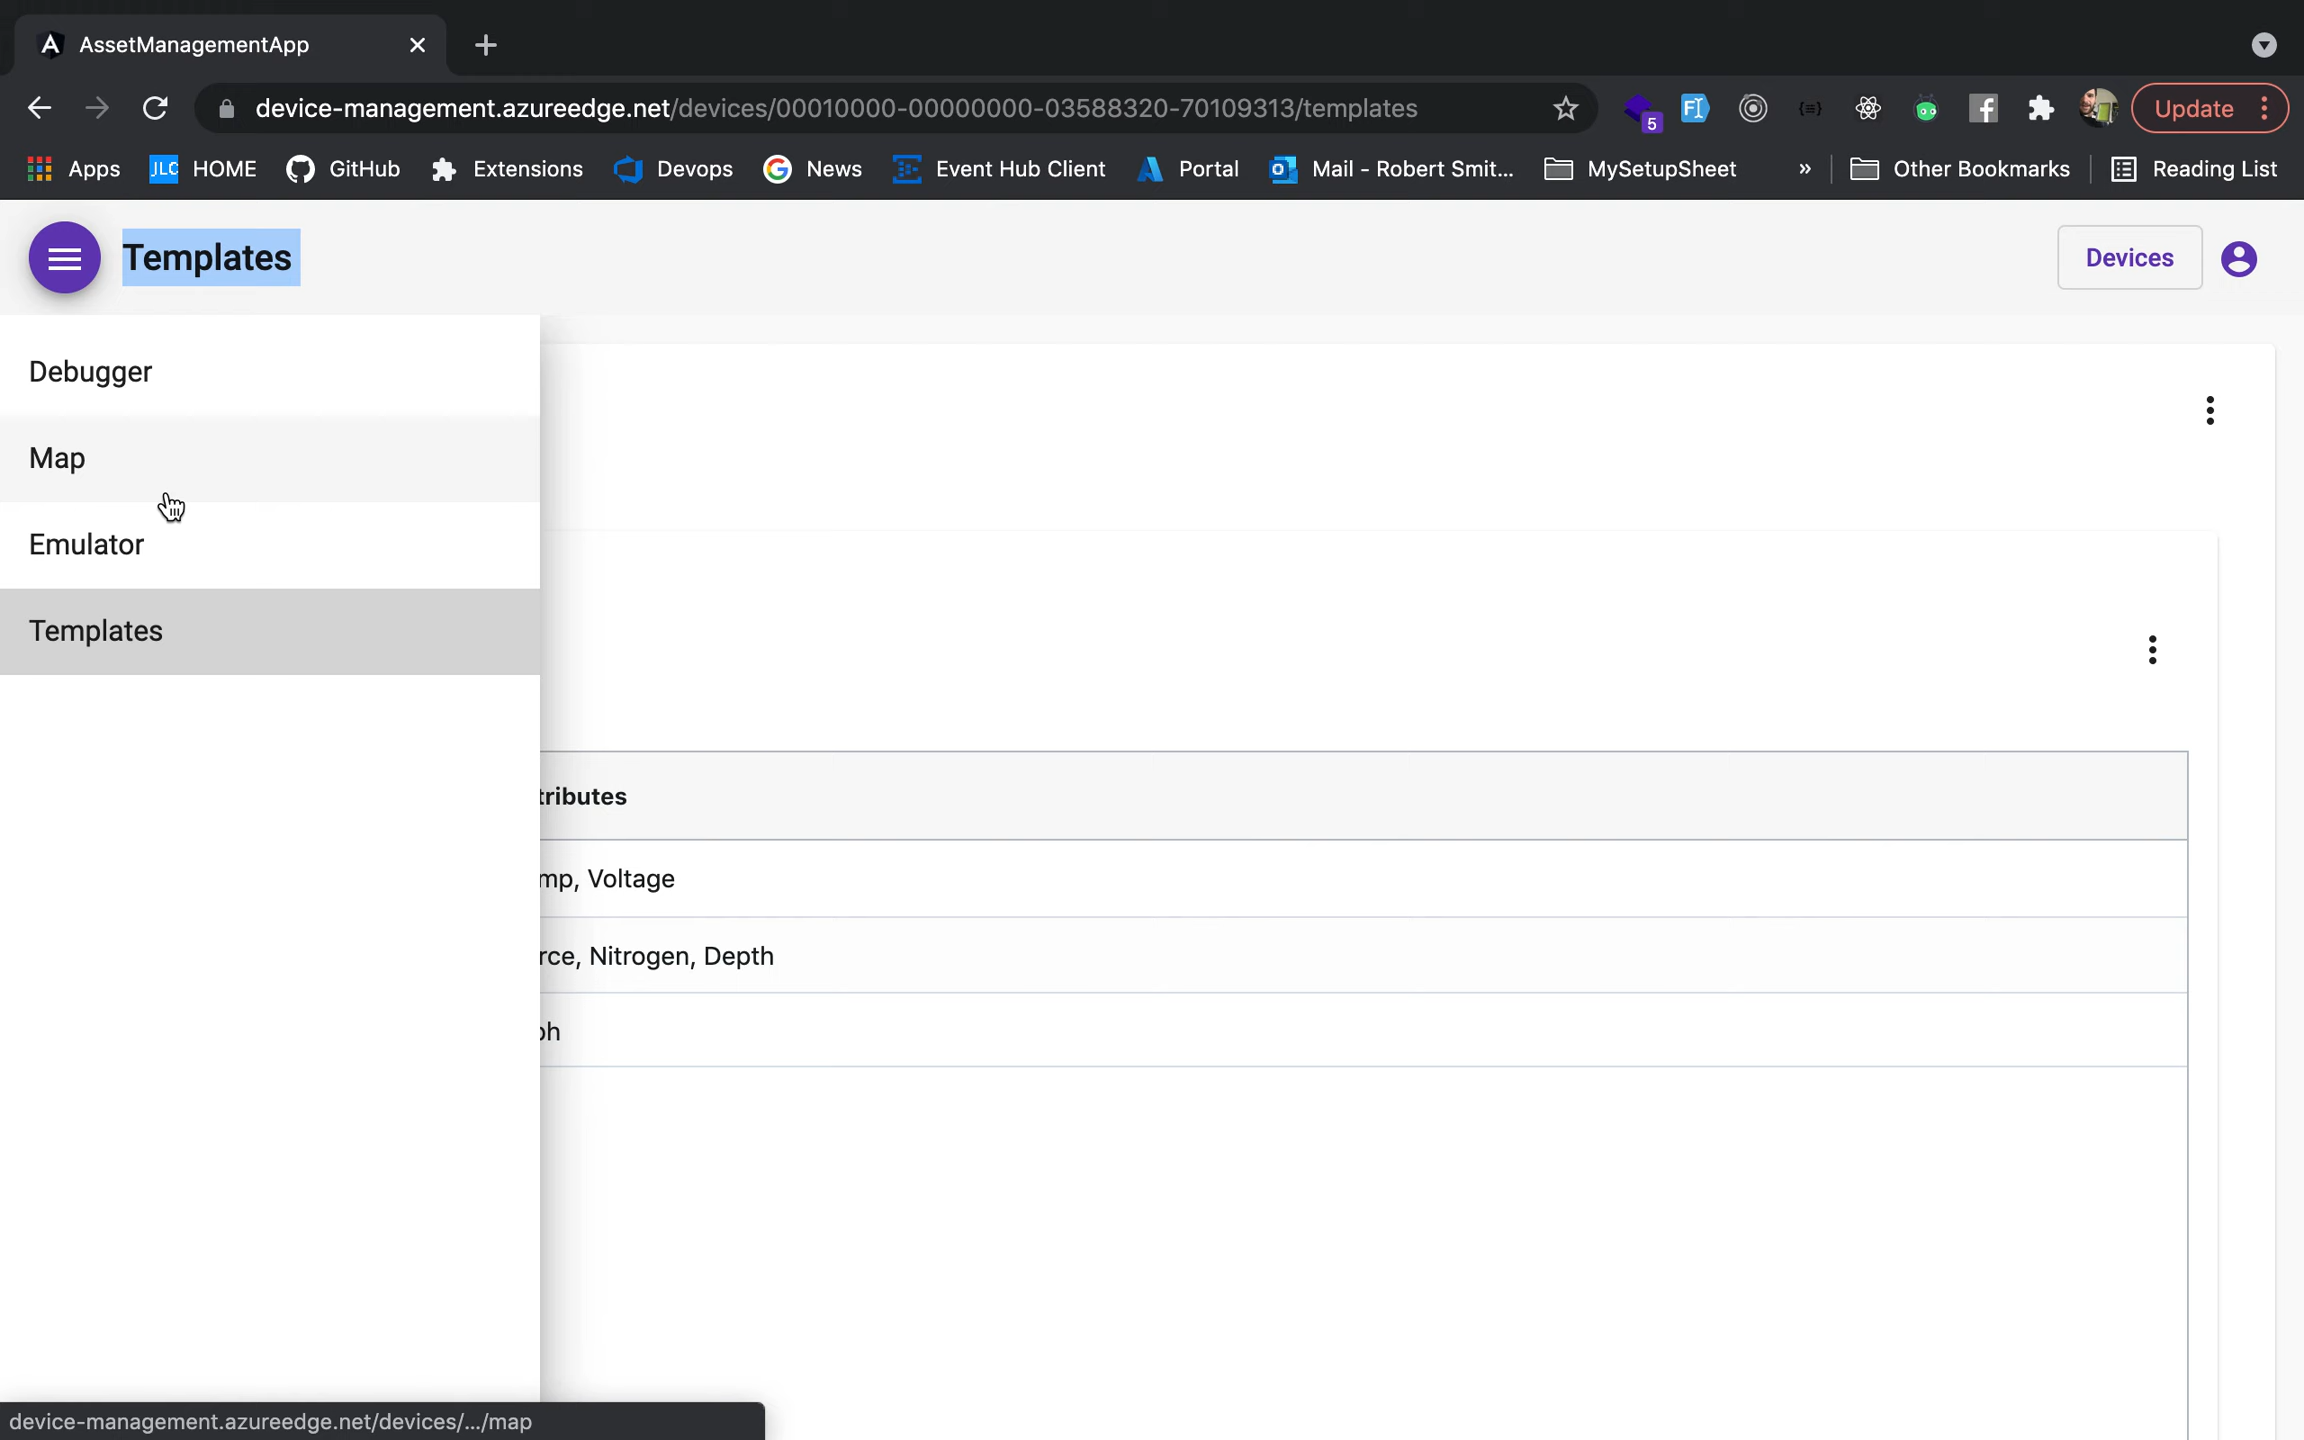 AssetManagementApp
device-management.azureedge.net/devices/00010000-00000000-03588320-70109313/templates
5
Update
Apps
JLC HOME
GitHub
Extensions
Devops
News
Event Hub Client
Portal
Mail - Robert Smit...
MySetupSheet
»
Other Bookmarks
Reading List
Templates
Devices
Debugger
Map
Emulator
Templates
tributes
mp, Voltage
rce, Nitrogen, Depth
ph
device-management.azureedge.net/devices/.../map